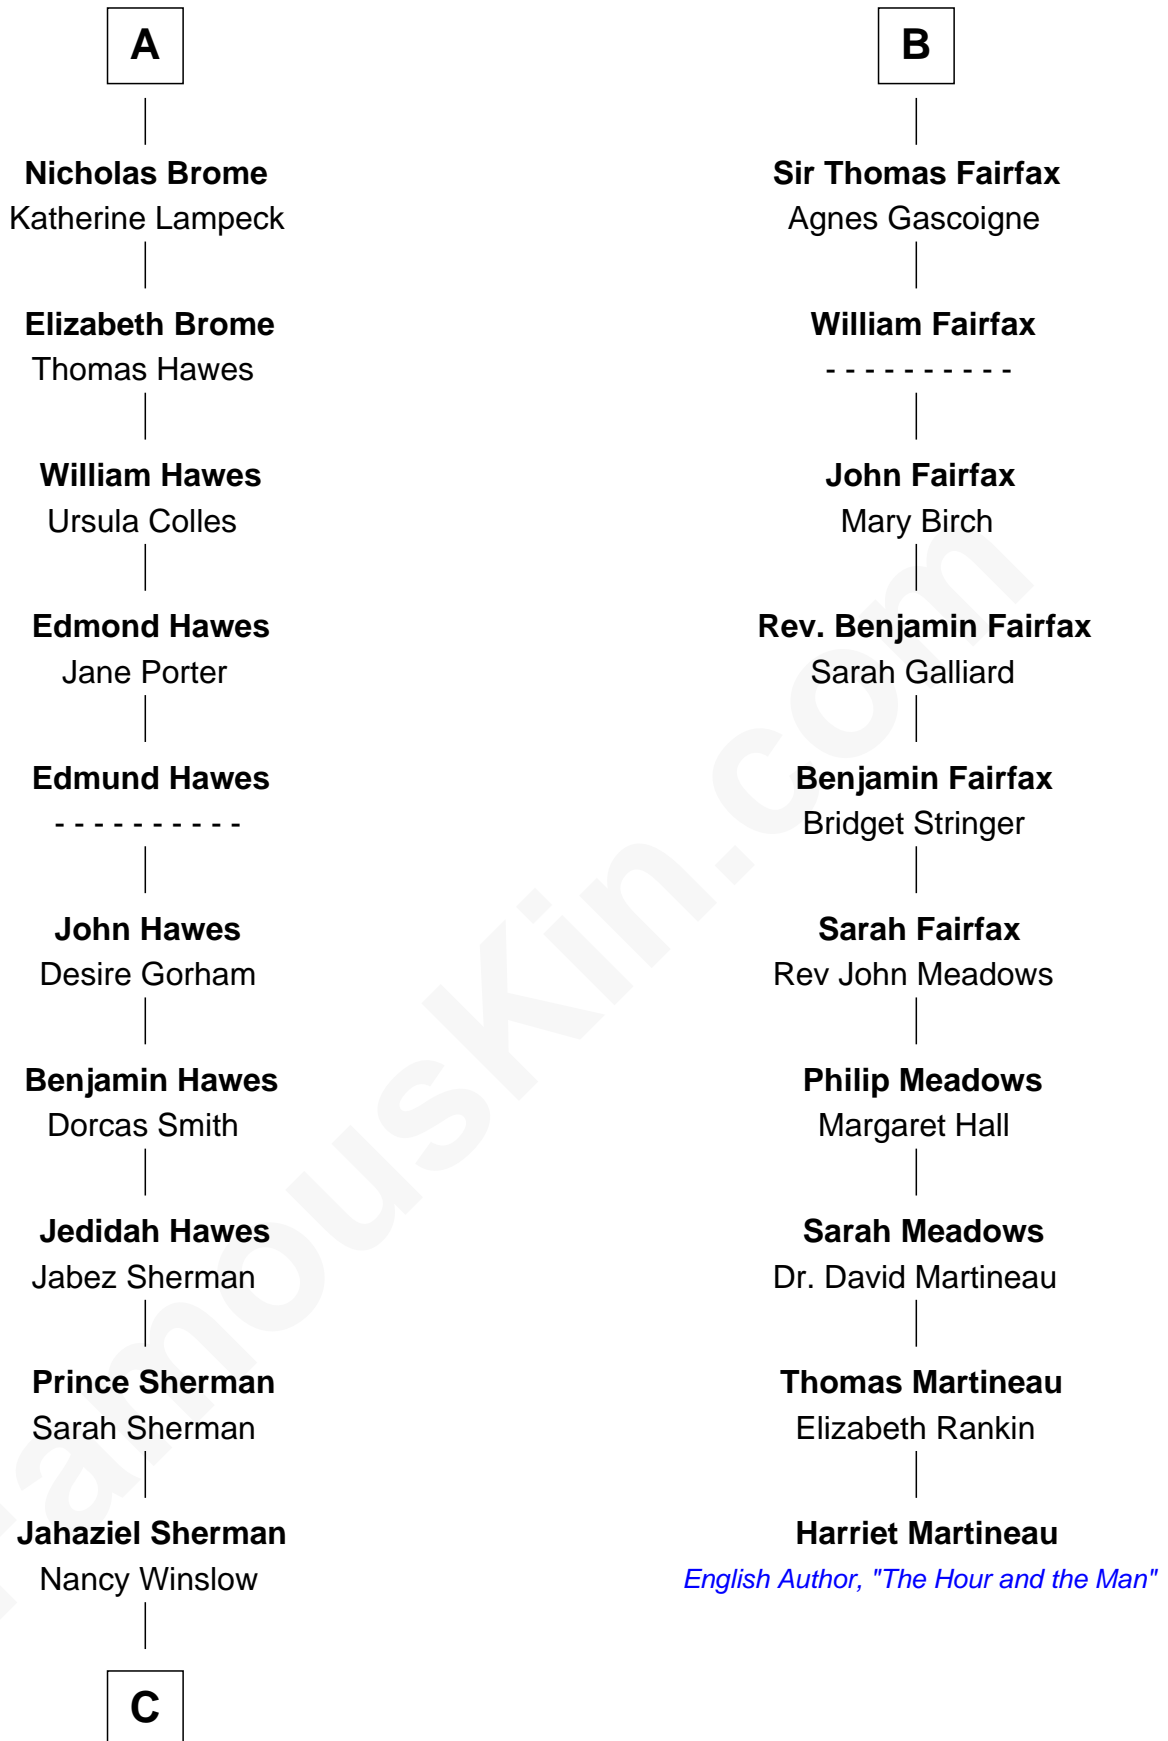 A
Nicholas Brome
Katherine Lampeck
Elizabeth Brome
Thomas Hawes
William Hawes
Ursula Colles
Edmond Hawes
Jane Porter
Edmund Hawes
- - - - - - - - - -
John Hawes
Desire Gorham
Benjamin Hawes
Dorcas Smith
Jedidah Hawes
Jabez Sherman
Prince Sherman
Sarah Sherman
Jahaziel Sherman
Nancy Winslow
C
B
Sir Thomas Fairfax
Agnes Gascoigne
William Fairfax
- - - - - - - - - -
John Fairfax
Mary Birch
Rev. Benjamin Fairfax
Sarah Galliard
Benjamin Fairfax
Bridget Stringer
Sarah Fairfax
Rev John Meadows
Philip Meadows
Margaret Hall
Sarah Meadows
Dr. David Martineau
Thomas Martineau
Elizabeth Rankin
Harriet Martineau
English Author, "The Hour and the Man"
FamousKin.com